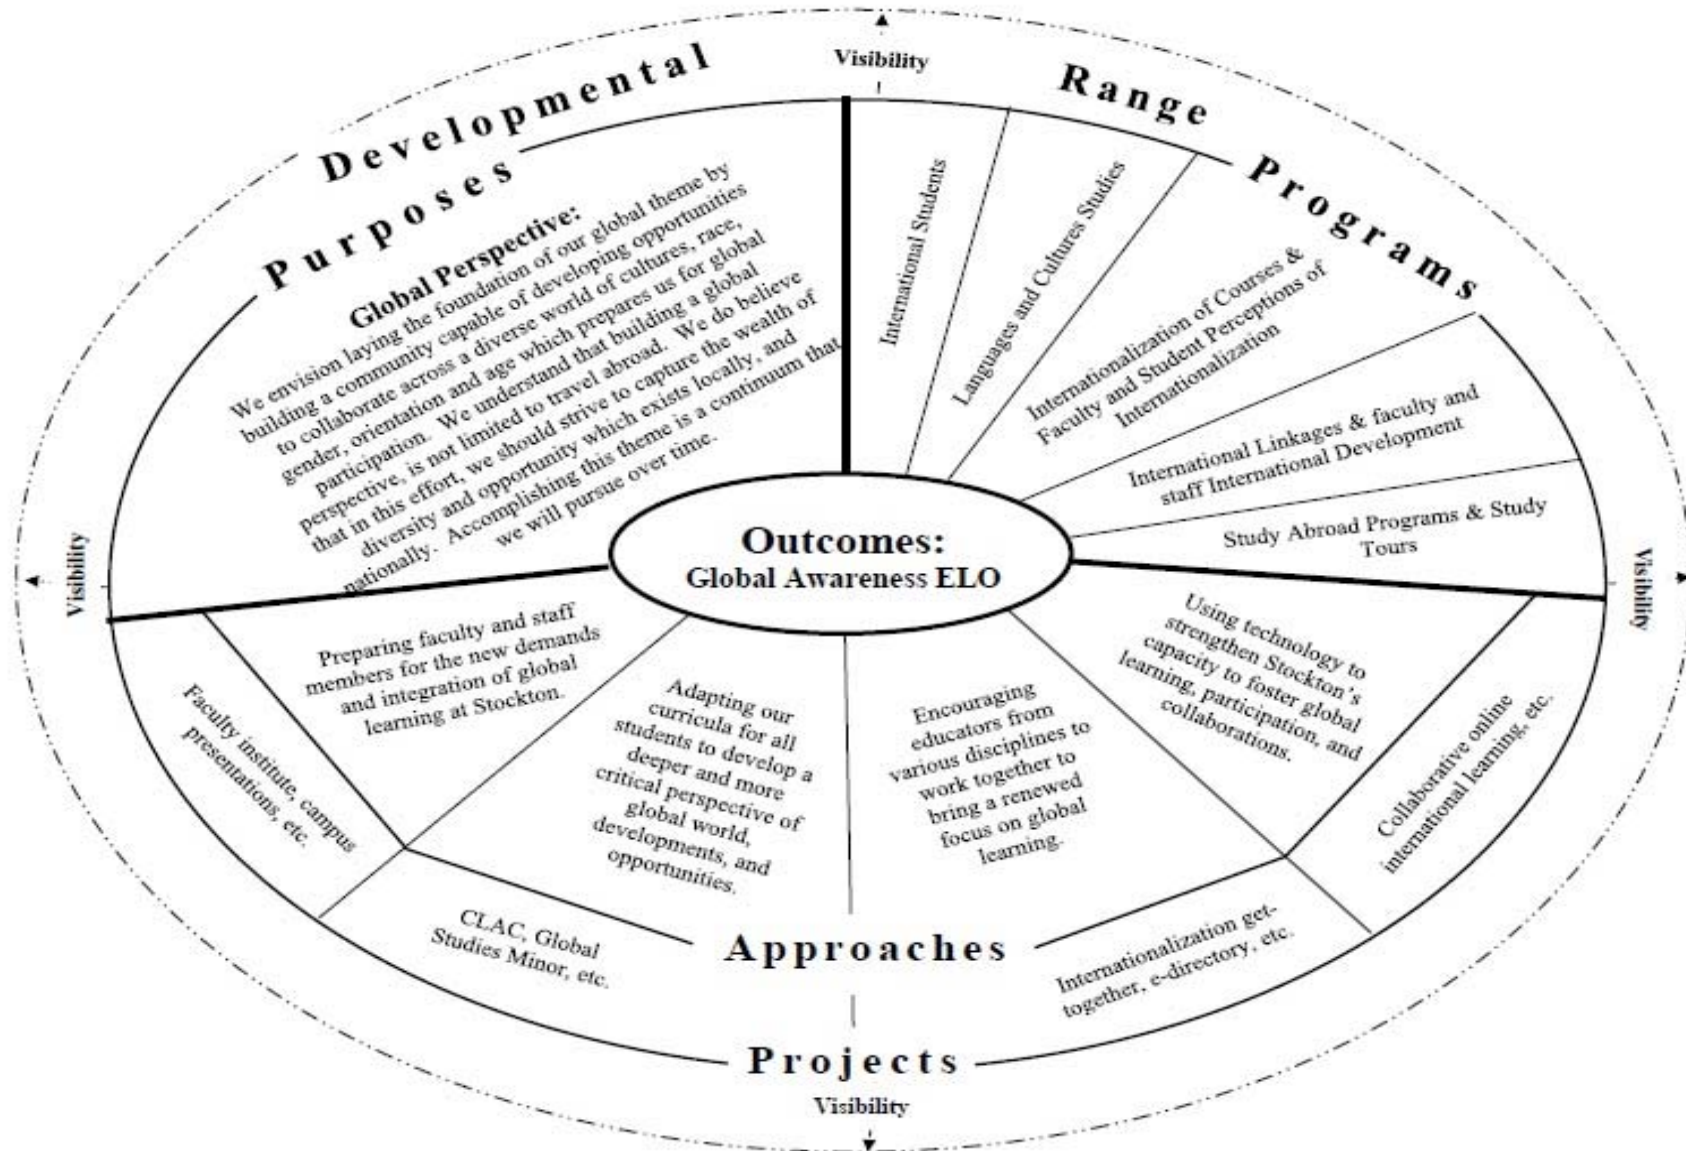 Visibility
Developmental
Purposes
Global Perspective:
We envision laying the foundation of our global theme by
building a community capable of developing opportunities
to collaborate across a diverse world of cultures, race,
gender, orientation and age which prepares us for global
participation. We understand that building a global
perspective, is not limited to travel abroad. We do believe
that in this effort, we should strive to capture the wealth of
diversity and opportunity which exists locally, and
nationally. Accomplishing this theme is a continuum that
we will pursue over time.
Range
Programs
International Students
Languages and Cultures Studies
Internationalization of Courses &
Faculty and Student Perceptions of
Internationalization
International Linkages & faculty and
staff International Development
Study Abroad Programs & Study
Tours
Visibility
Visibility
Outcomes:
Global Awareness ELO
Preparing faculty and staff
members for the new demands
and integration of global
learning at Stockton.
Adapting our
curricula for all
students to develop a
deeper and more
critical perspective of
global world,
developments, and
opportunities.
Encouraging
educators from
various disciplines to
work together to
bring a renewed
focus on global
learning.
Using technology to
strengthen Stockton's
capacity to foster global
learning, participation, and
collaborations.
Approaches
Faculty institute, campus
presentations, etc.
CLAC, Global
Studies Minor, etc.
Internationalization get-
together, e-directory, etc.
Collaborative online
international learning, etc.
Projects
Visibility